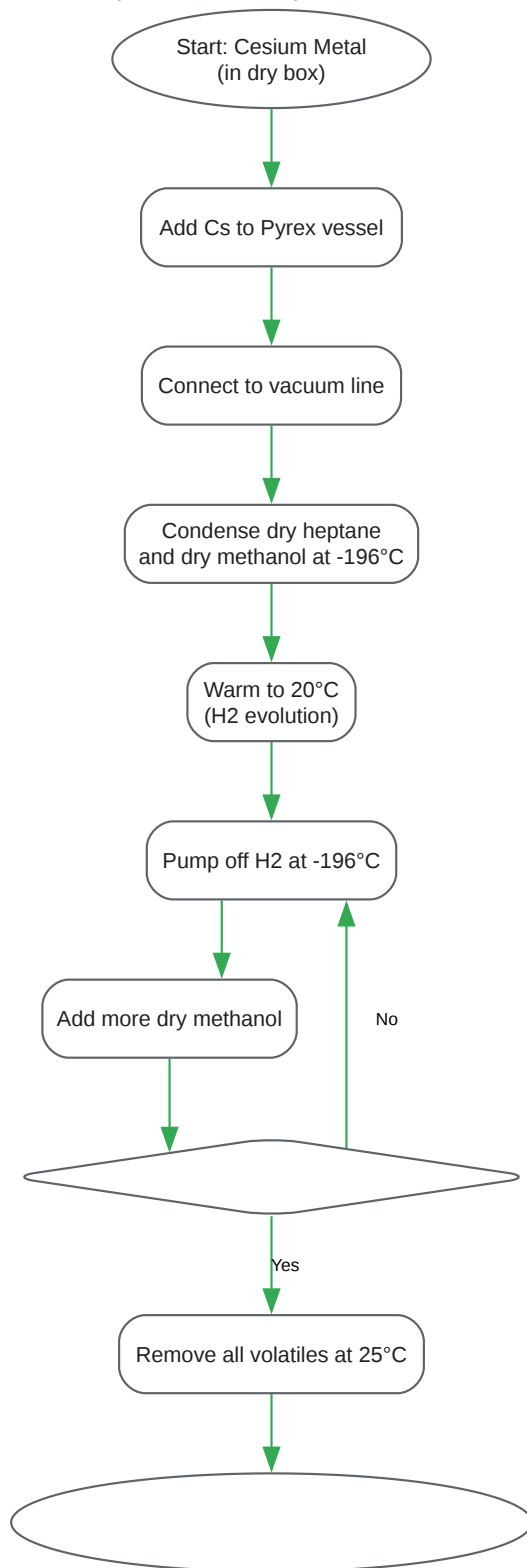 Start: Cesium Metal
(in dry box)
Add Cs to Pyrex vessel
Connect to vacuum line
Condense dry heptane
and dry methanol at -196°C
Warm to 20°C
(H2 evolution)
Pump off H2 at -196°C
Add more dry methanol
No
Yes
Remove all volatiles at 25°C